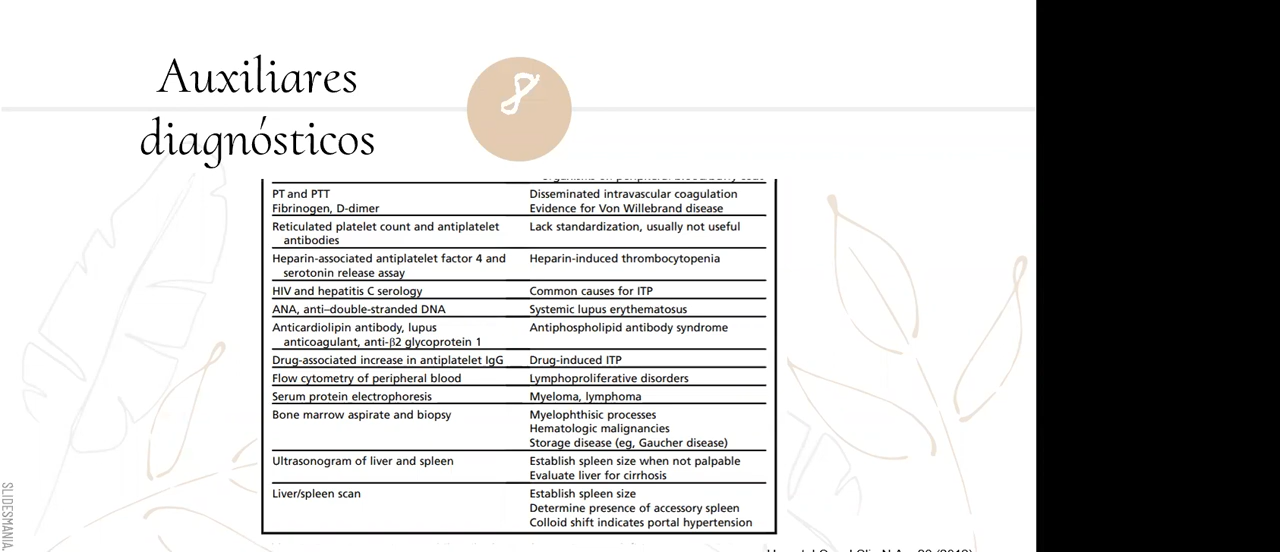 Auxiliares
diagnósticos
8
PT and PTT
Disseminated intravascular coagulation
Fibrinogen, D-dimer
Evidence for Von Willebrand disease
Reticulated platelet count and antiplatelet
antibodies
Lack standardization, usually not useful
Heparin-associated antiplatelet factor 4 and
serotonin release assay
Heparin-induced thrombocytopenia
HIV and hepatitis C serology
Common causes for ITP
ANA, anti–double-stranded DNA
Systemic lupus erythematosus
Anticardiolipin antibody, lupus
anticoagulant, anti-β2 glycoprotein 1
Antiphospholipid antibody syndrome
Drug-associated increase in antiplatelet IgG
Drug-induced ITP
Flow cytometry of peripheral blood
Lymphoproliferative disorders
Serum protein electrophoresis
Myeloma, lymphoma
Bone marrow aspirate and biopsy
Myelophthisic processes
Hematologic malignancies
Storage disease (eg, Gaucher disease)
Ultrasonogram of liver and spleen
Establish spleen size when not palpable
Evaluate liver for cirrhosis
Liver/spleen scan
Establish spleen size
Determine presence of accessory spleen
Colloid shift indicates portal hypertension
SLIDESMANIA.